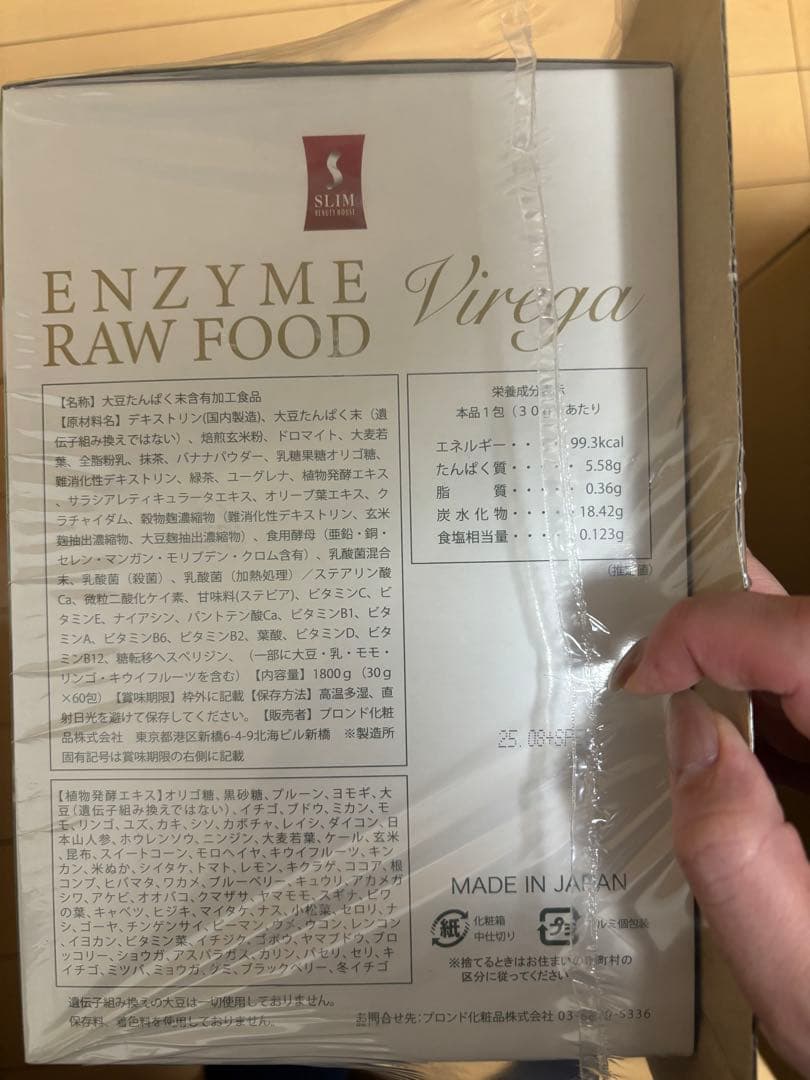 SLIM
BEAUTY HOUSE
ENZYME
RAW FOOD
Virega
【名称】大豆たんぱく末含有加工食品
【原材料名】デキストリン(国内製造)、大豆たんぱく末（遺
伝子組み換えではない）、焙煎玄米粉、ドロマイト、大麦若
葉、全脂粉乳、抹茶、バナナパウダー、乳糖果糖オリゴ糖、
難消化性デキストリン、緑茶、ユーグレナ、植物発酵エキス
、サラシアレティキュラータエキス、オリーブ葉エキス、ク
ラチャイダム、穀物麹濃縮物（難消化性デキストリン、玄米
麹抽出濃縮物、大豆麹抽出濃縮物）、食用酵母（亜鉛・銅・
セレン・マンガン・モリブデン・クロム含有）、乳酸菌混合
末、乳酸菌（殺菌）、乳酸菌（加熱処理）／ステアリン酸
Ca、微粒二酸化ケイ素、甘味料(ステビア)、ビタミンC、ビ
タミンE、ナイアシン、パントテン酸Ca、ビタミンB1、ビタ
ミンA、ビタミンB6、ビタミンB2、葉酸、ビタミンD、ビタ
ミンB12、糖転移ヘスペリジン、（一部に大豆・乳・モモ・
リンゴ・キウイフルーツを含む）【内容量】1800g（30g
×60包）【賞味期限】枠外に記載【保存方法】高温多湿、直
射日光を避けて保存してください。【販売者】ブロンド化粧
品株式会社 東京都港区新橋6-4-9北海ビル新橋 ※製造所
固有記号は賞味期限の右側に記載
栄養成分表示
本品1包（30g）あたり
エネルギー・・・99.3kcal
たんぱく質・・・・・5.58g
脂 質・・・・・0.36g
炭水化物・・・・・18.42g
食塩相当量・・・・0.123g
（推定値）
25.08+SF
【植物発酵エキス】オリゴ糖、黒砂糖、プルーン、ヨモギ、大
豆（遺伝子組み換えではない）、イチゴ、ブドウ、ミカン、モ
モ、リンゴ、ユズ、カキ、シソ、カボチャ、レイシ、ダイコン、日
本山人参、ホウレンソウ、ニンジン、大麦若葉、ケール、玄米
、昆布、スイートコーン、モロヘイヤ、キウイフルーツ、キン
カン、米ぬか、シイタケ、トマト、レモン、キクラゲ、ココア、根
コンブ、ヒバマタ、ワカメ、ブルーベリー、キュウリ、アカメガ
シワ、アケビ、オオバコ、クマザサ、ヤマモモ、スギナ、ビワ
の葉、キャベツ、ヒジキ、マイタケ、ナス、小松菜、セロリ、ナ
シ、ゴーヤ、チンゲンサイ、ピーマン、ウメ、ウコン、レンコン
、イヨカン、ビタミン菜、イチジク、ゴボウ、ヤマブドウ、ブロ
ッコリー、ショウガ、アスパラガス、カリン、パセリ、セリ、キ
イチゴ、ミツバ、ミョウガ、グミ、ブラックベリー、冬イチゴ
MADE IN JAPAN
紙
化粧箱
中仕切り
プラ
アルミ個包装
※捨てるときはお住まいの市町村の
区分に従ってください。
遺伝子組み換えの大豆は一切使用しておりません。
保存料、着色料を使用しておりません。
お問合せ先：ブロンド化粧品株式会社